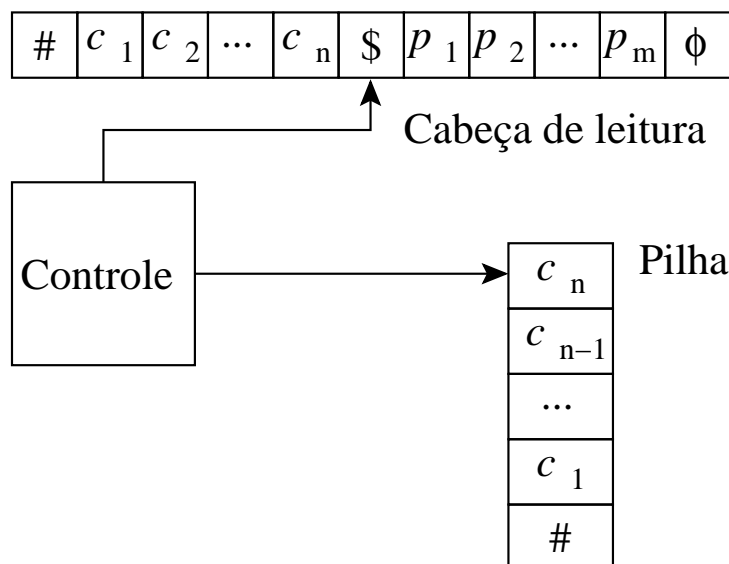 # c 1 c 2 ... c n $ p 1 p 2 ... p m ϕ
Cabeça de leitura
Controle
Pilha
c n
c n–1
...
c 1
#